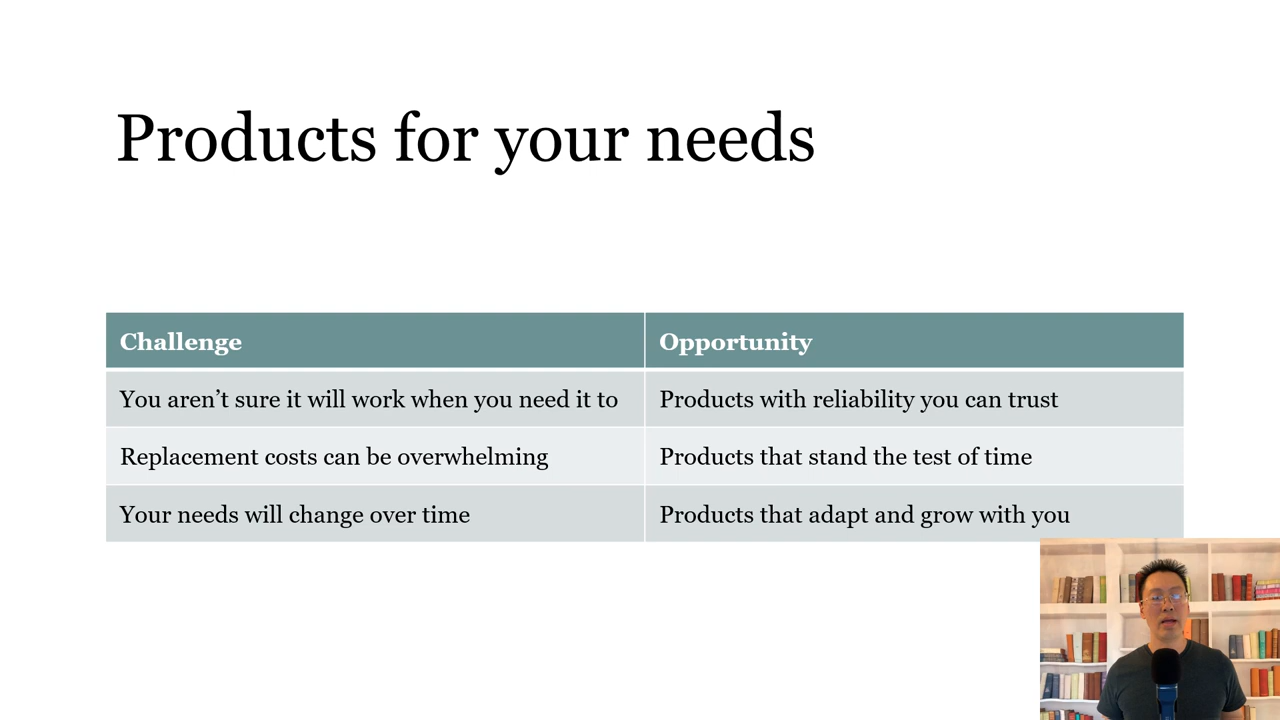 Products for your needs
Challenge
Opportunity
You aren’t sure it will work when you need it to
Products with reliability you can trust
Replacement costs can be overwhelming
Products that stand the test of time
Your needs will change over time
Products that adapt and grow with you